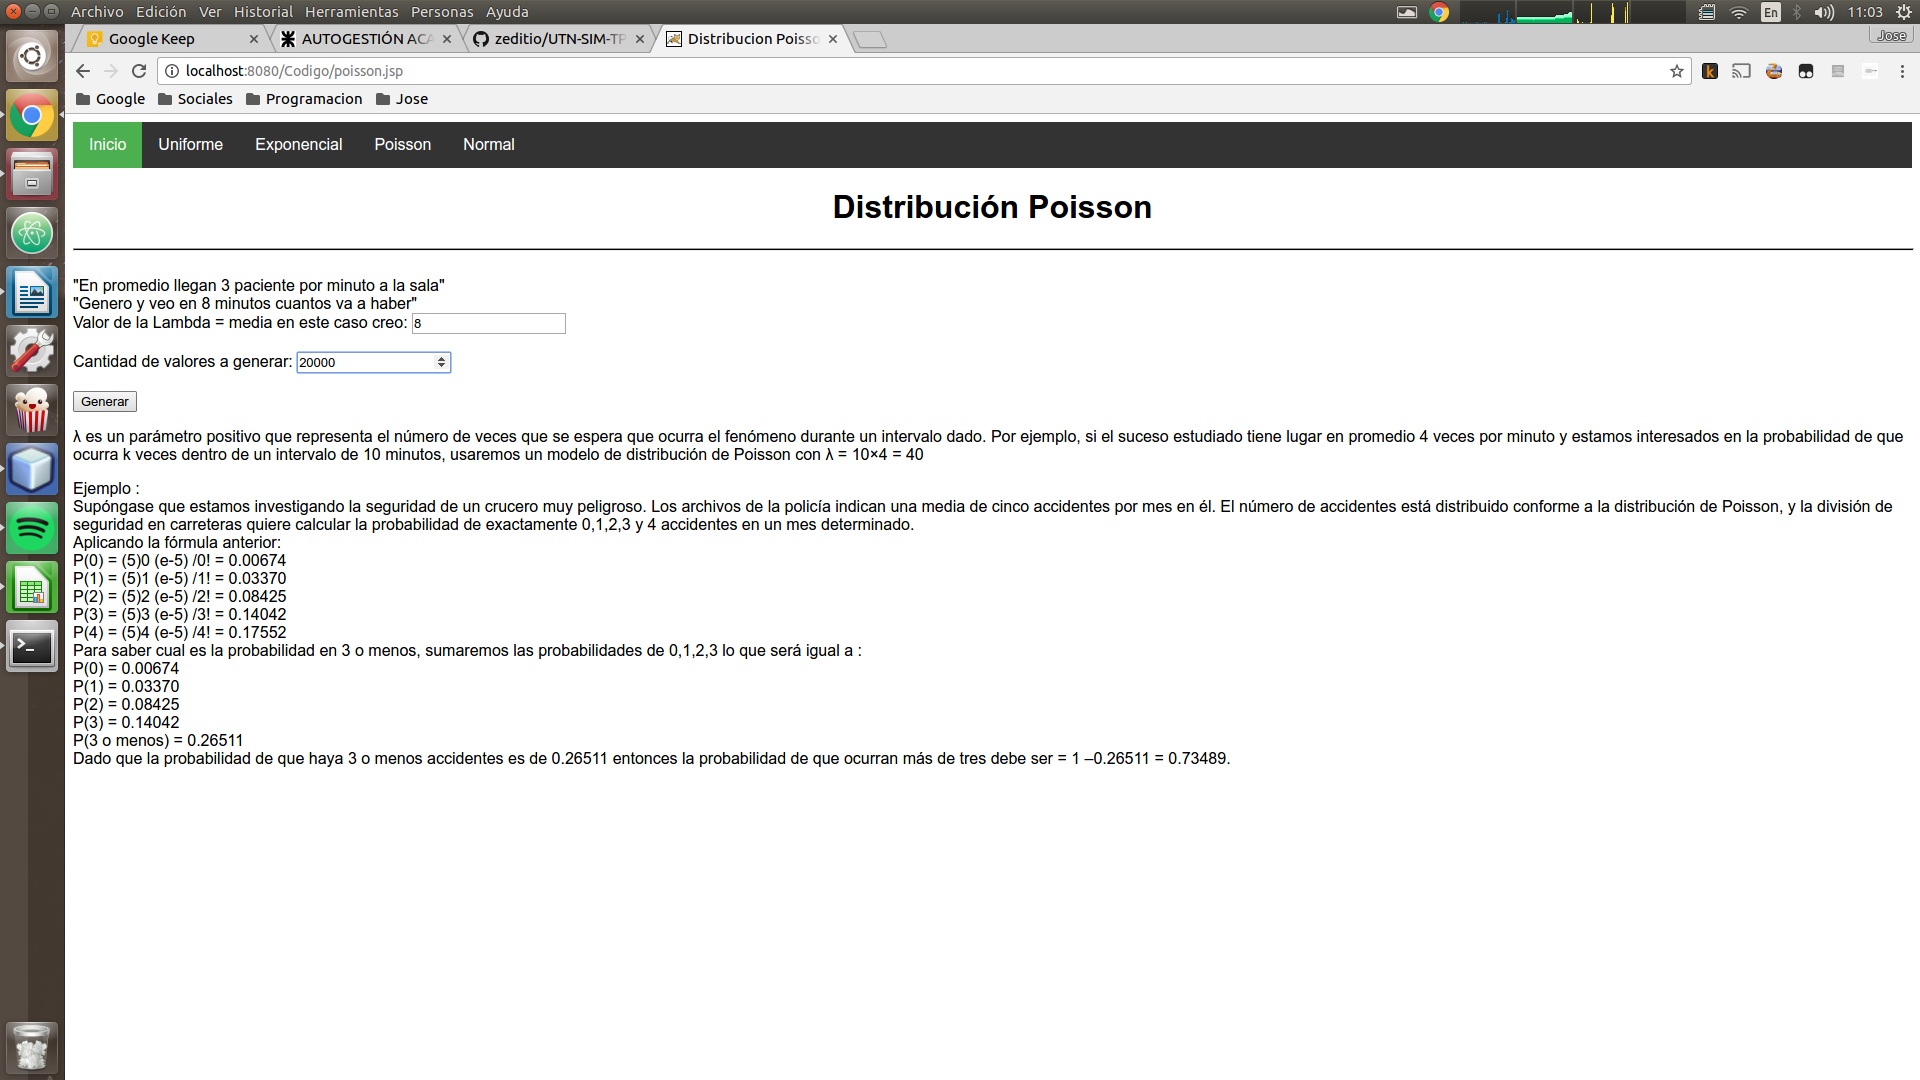 Archivo Edición Ver Historial Herramientas Personas Ayuda
En 11:03
Google Keep
AUTOGESTIÓN ACA
zeditio/UTN-SIM-TP
Distribucion Poisso
Jose
localhost:8080/Codigo/poisson.jsp
Google Sociales Programacion Jose
Inicio Uniforme Exponencial Poisson Normal
Distribución Poisson
"En promedio llegan 3 paciente por minuto a la sala"
"Genero y veo en 8 minutos cuantos va a haber"
Valor de la Lambda = media en este caso creo: 8
Cantidad de valores a generar: 20000
Generar
λ es un parámetro positivo que representa el número de veces que se espera que ocurra el fenómeno durante un intervalo dado. Por ejemplo, si el suceso estudiado tiene lugar en promedio 4 veces por minuto y estamos interesados en la probabilidad de que
ocurra k veces dentro de un intervalo de 10 minutos, usaremos un modelo de distribución de Poisson con λ = 10×4 = 40
Ejemplo :
Supóngase que estamos investigando la seguridad de un crucero muy peligroso. Los archivos de la policía indican una media de cinco accidentes por mes en él. El número de accidentes está distribuido conforme a la distribución de Poisson, y la división de
seguridad en carreteras quiere calcular la probabilidad de exactamente 0,1,2,3 y 4 accidentes en un mes determinado.
Aplicando la fórmula anterior:
P(0) = (5)0 (e-5) /0! = 0.00674
P(1) = (5)1 (e-5) /1! = 0.03370
P(2) = (5)2 (e-5) /2! = 0.08425
P(3) = (5)3 (e-5) /3! = 0.14042
P(4) = (5)4 (e-5) /4! = 0.17552
Para saber cual es la probabilidad en 3 o menos, sumaremos las probabilidades de 0,1,2,3 lo que será igual a :
P(0) = 0.00674
P(1) = 0.03370
P(2) = 0.08425
P(3) = 0.14042
P(3 o menos) = 0.26511
Dado que la probabilidad de que haya 3 o menos accidentes es de 0.26511 entonces la probabilidad de que ocurran más de tres debe ser = 1 –0.26511 = 0.73489.